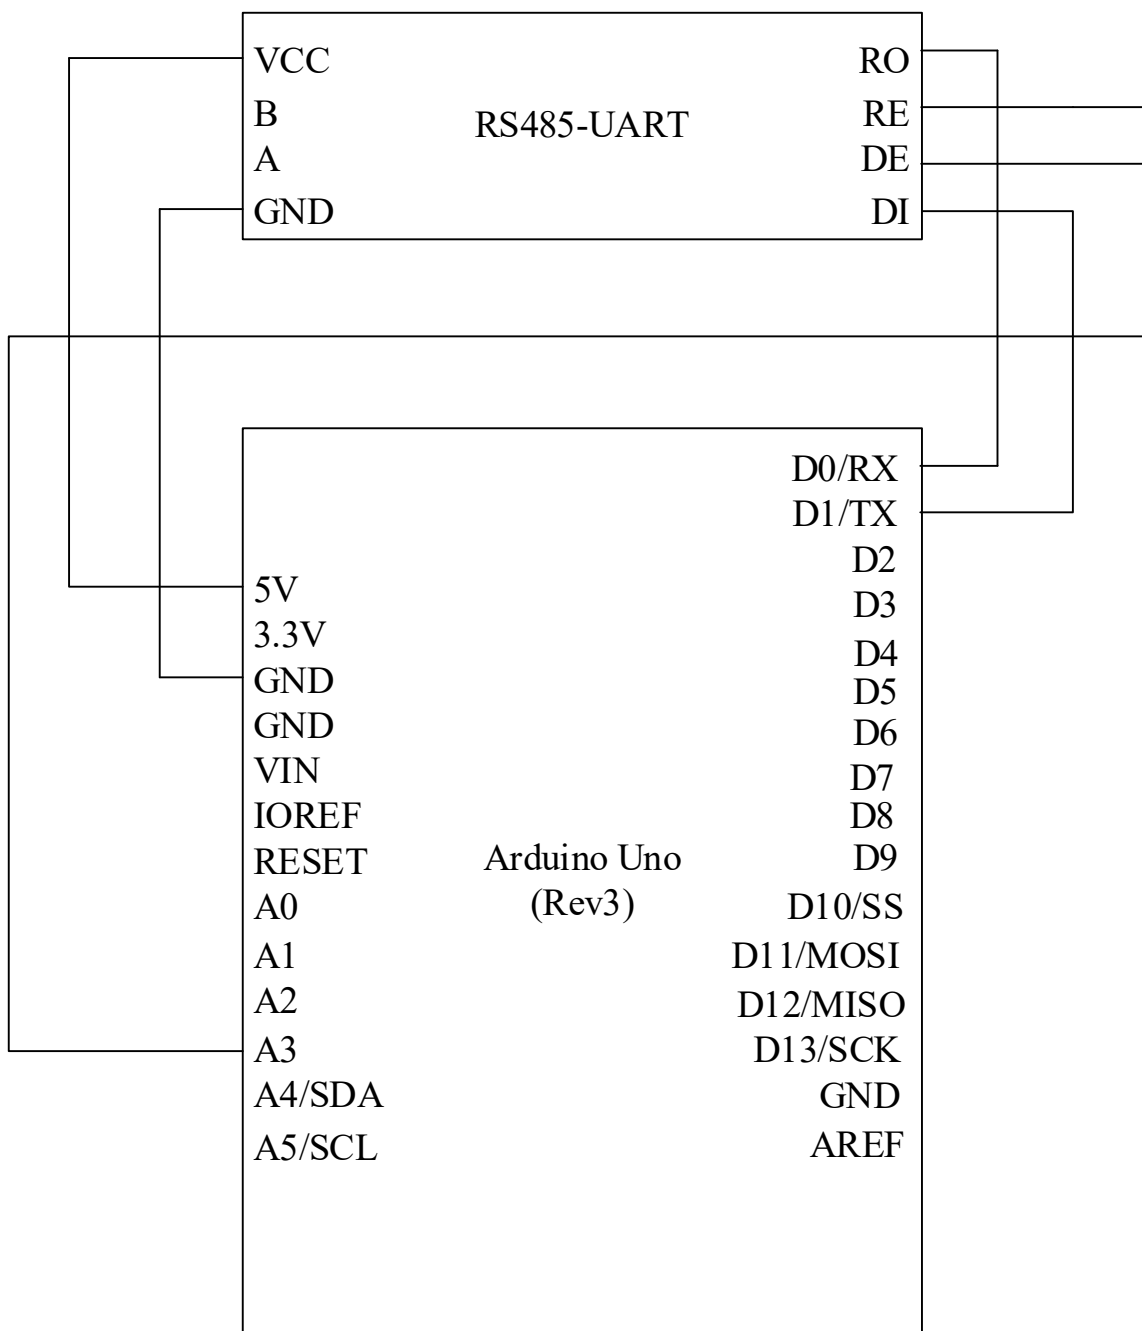 VCC
B
A
GND
RS485-UART
RO
RE
DE
DI
5V
3.3V
GND
GND
VIN
IOREF
RESET
A0
A1
A2
A3
A4/SDA
A5/SCL
Arduino Uno
(Rev3)
D0/RX
D1/TX
D2
D3
D4
D5
D6
D7
D8
D9
D10/SS
D11/MOSI
D12/MISO
D13/SCK
GND
AREF